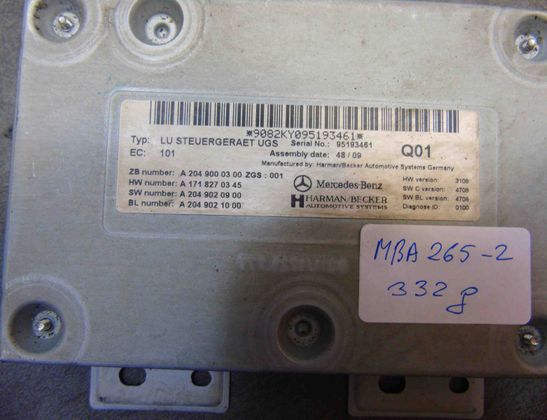 *9082KY095193461*
Typ: LU STEUERGERAET UGS Serial No.: 95193461
EC: 101 Assembly date: 48 / 09 Q01
Manufactured by: Harman/Becker Automotive Systems Germany
ZB number: A 204 900 03 00 ZGS : 001
HW number: A 171 827 03 45
SW number: A 204 902 09 00
BL number: A 204 902 10 00
Mercedes-Benz
HARMAN/BECKER
AUTOMOTIVE SYSTEMS
HW version: 3109
SW C version: 4709
SW BL version: 4708
Diagnose ID: 0100
MBA 265-2
332 g